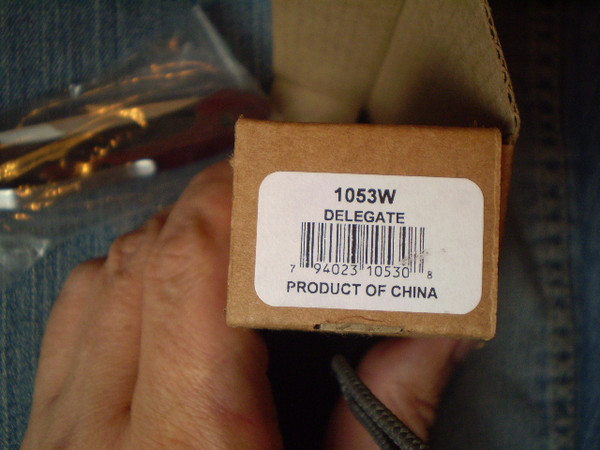 1053W
DELEGATE
7 94023 10530 8
PRODUCT OF CHINA